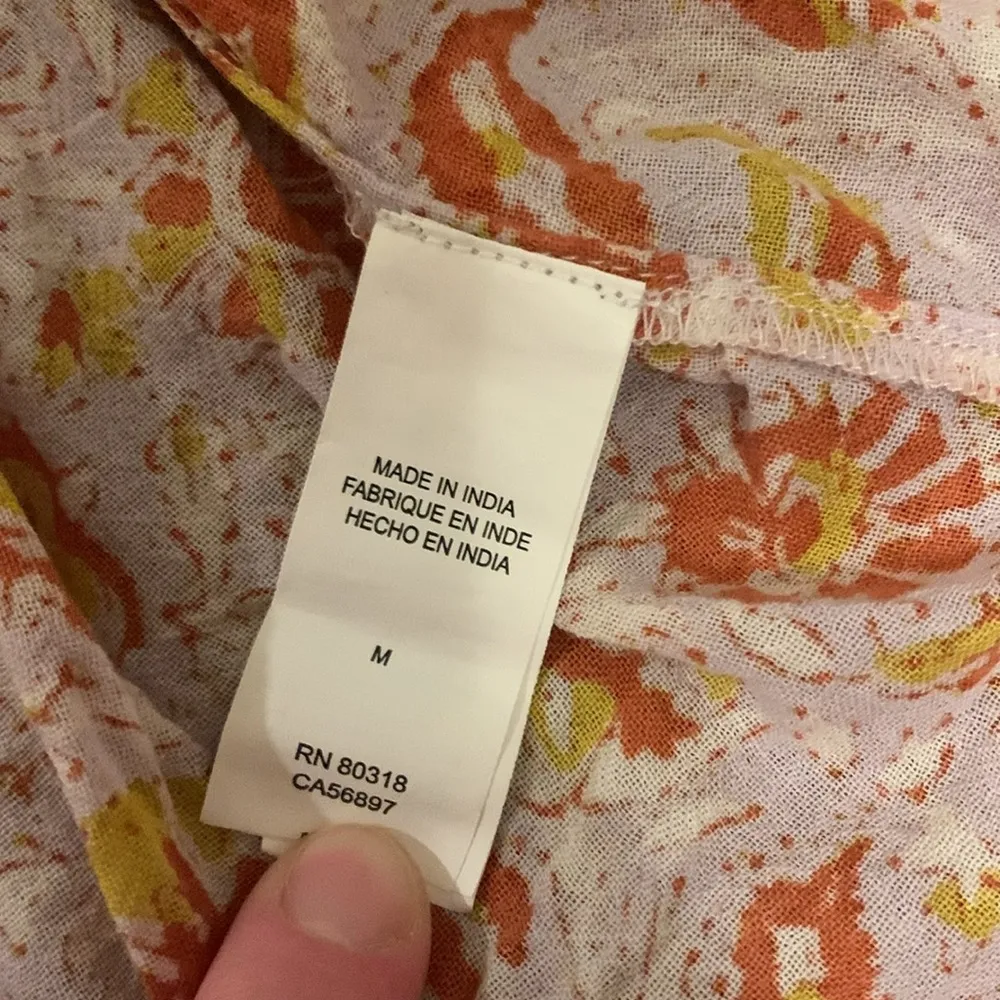 MADE IN INDIA
FABRIQUE EN INDE
HECHO EN INDIA
M
RN 80318
CA56897